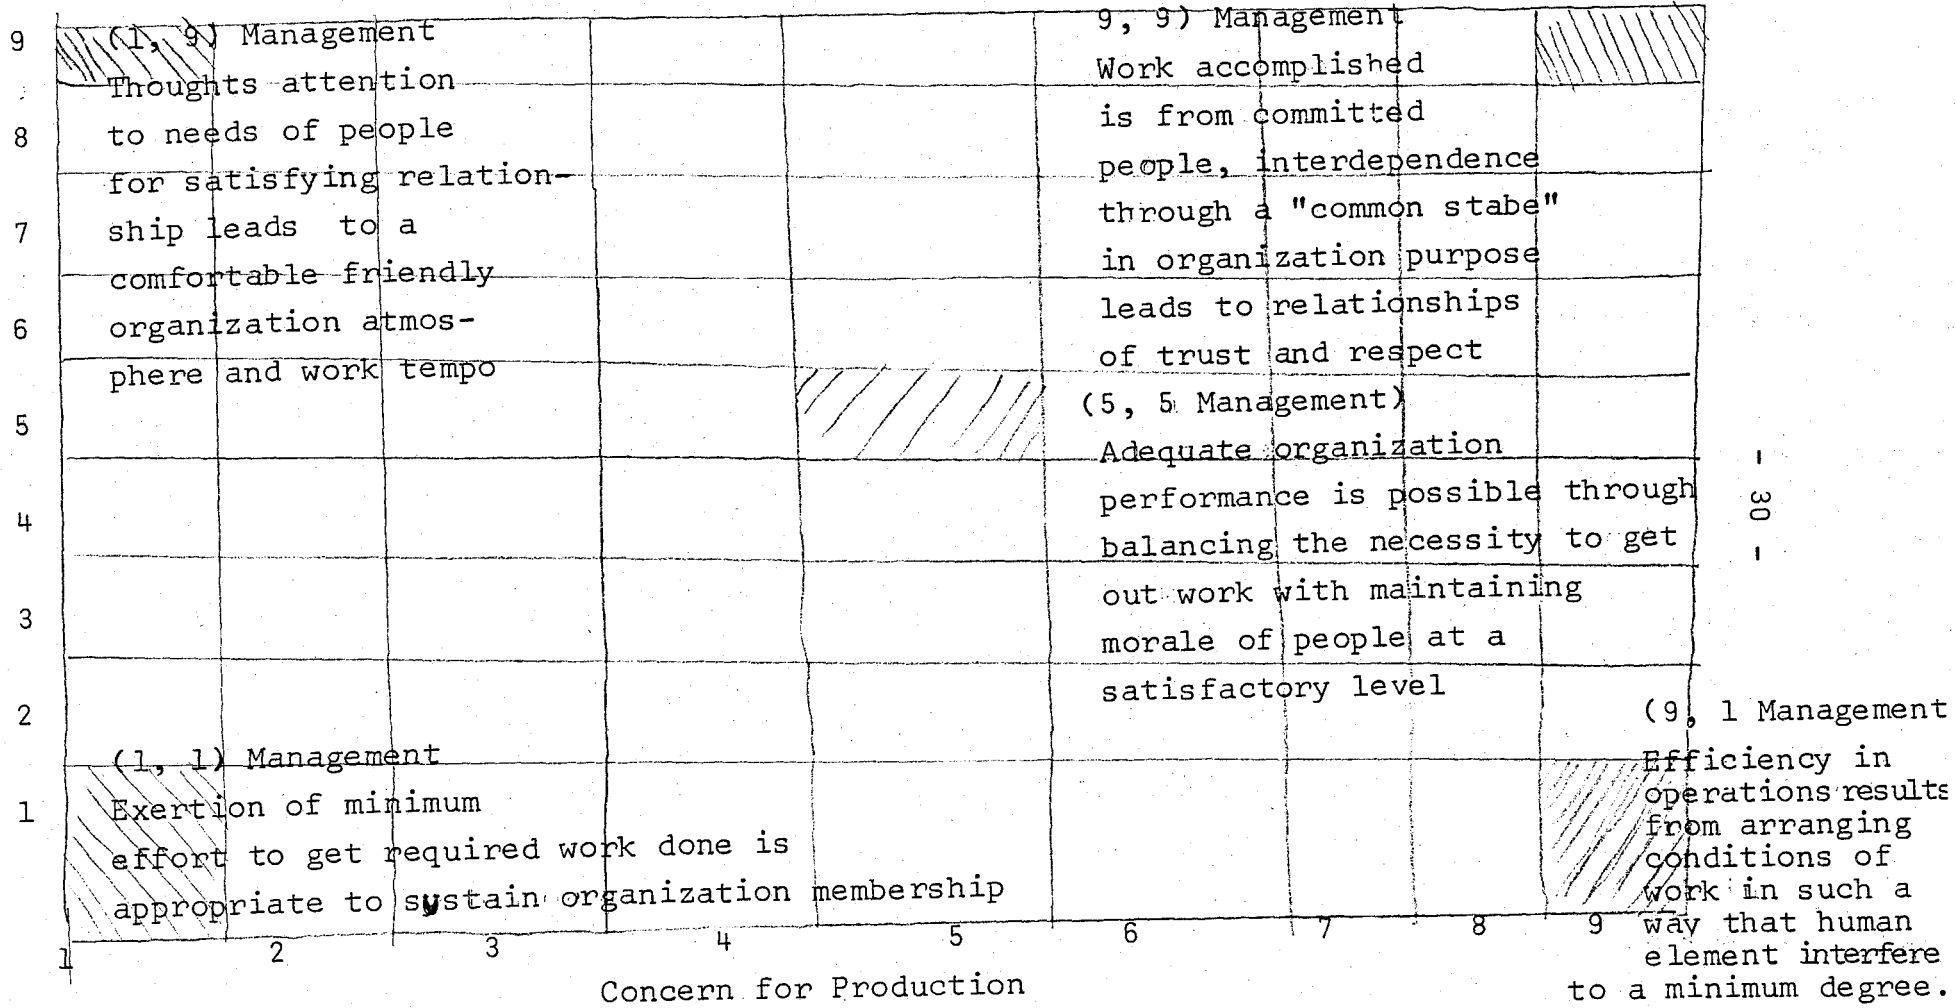 9
8
7
6
5
4
3
2
1
(1, 9) Management
Thoughts attention
to needs of people
for satisfying relation-
ship leads to a
comfortable friendly
organization atmos-
phere and work tempo
9, 9) Management
Work accomplished
is from committed
people, interdependence
through a "common stabe"
in organization purpose
leads to relationships
of trust and respect
(5, 5 Management)
Adequate organization
performance is possible through
balancing the necessity to get
out work with maintaining
morale of people at a
satisfactory level
- 30 -
(1, 1) Management
Exertion of minimum
effort to get required work done is
appropriate to sustain organization membership
(9, 1 Management
Efficiency in
operations results
from arranging
conditions of
work in such a
way that human
element interfere
to a minimum degree.
1 2 3 4 5 6 7 8 9
Concern for Production